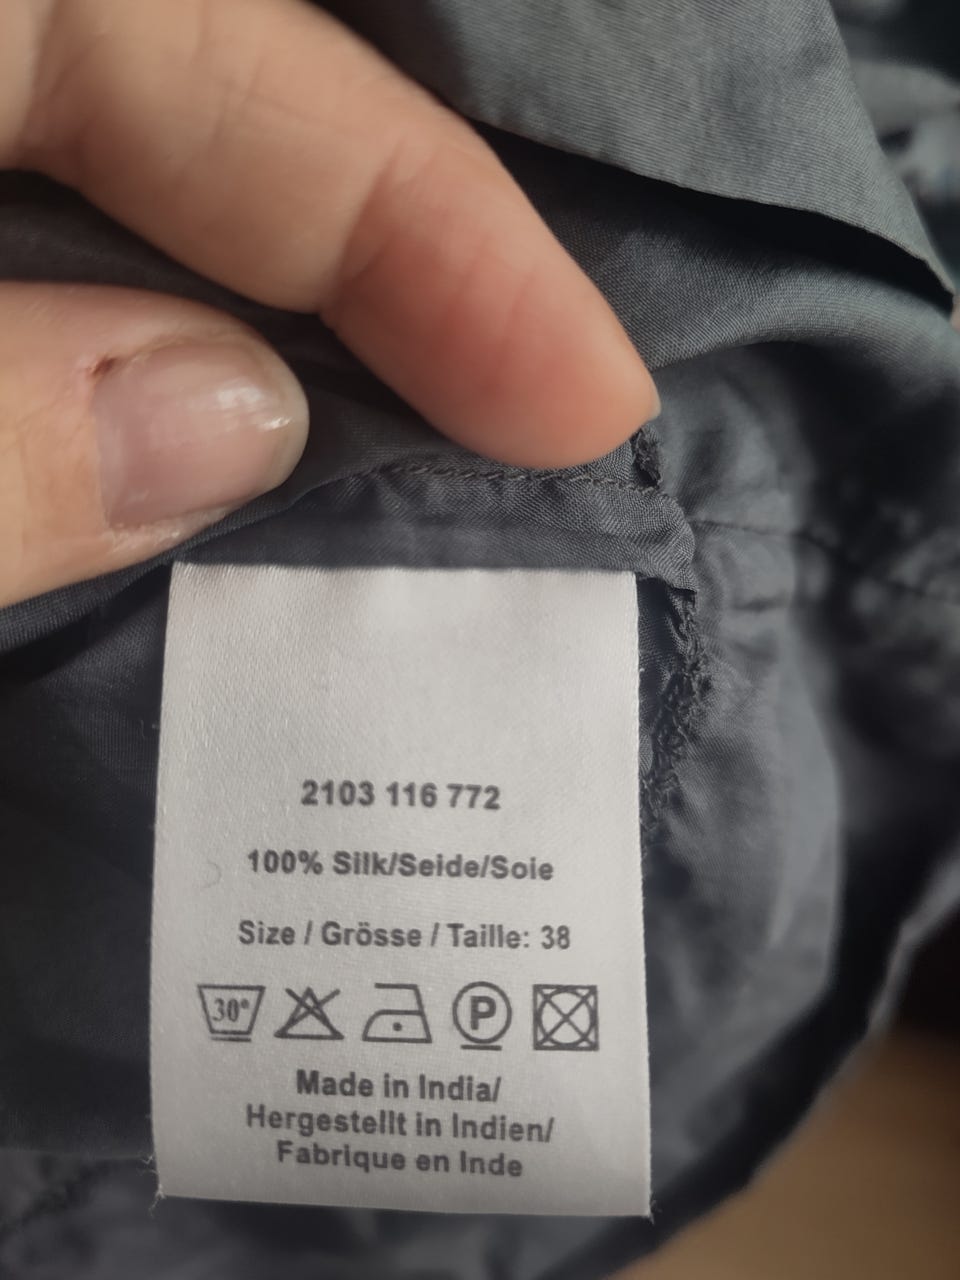 2103 116 772
100% Silk/Seide/Soie
Size / Grösse / Taille: 38
30° P
Made in India/
Hergestellt in Indien/
Fabrique en Inde